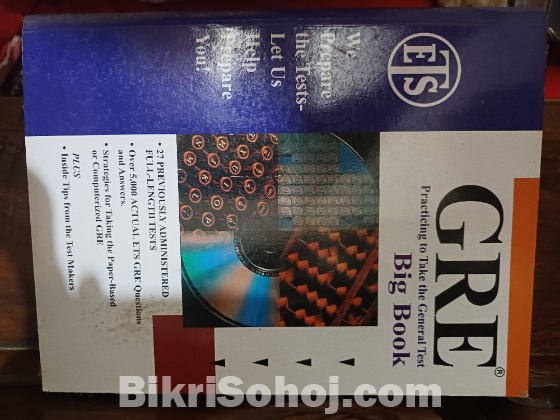 ETS
We
Prepare
the Tests-
Let Us
Help
Prepare
You!
GRE®
Practicing to Take the General Test
Big Book
• 27 PREVIOUSLY ADMINISTERED
FULL-LENGTH TESTS
• Over 5,000 ACTUAL ETS GRE Questions
and Answers
• Strategies for Taking the Paper-Based
or Computerized GRE
PLUS
• Inside Tips from the Test Makers
BikriSohoj.com